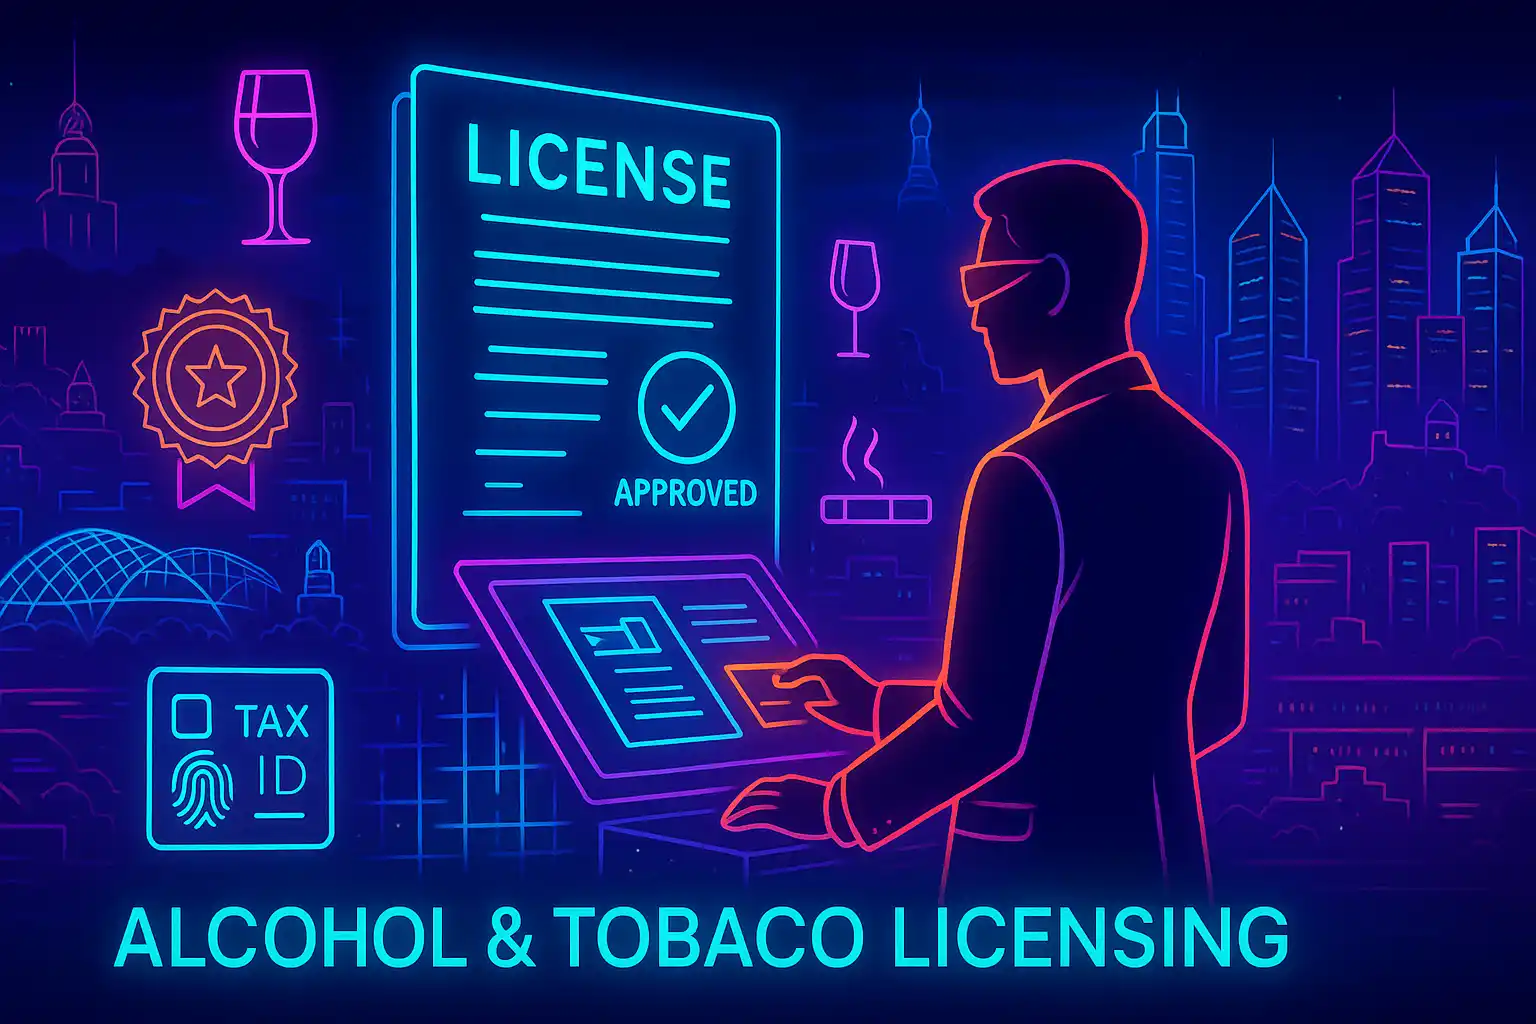 LICENSE
APPROVED
TAX
ID
ALCOHOL & TOBACO LICENSING